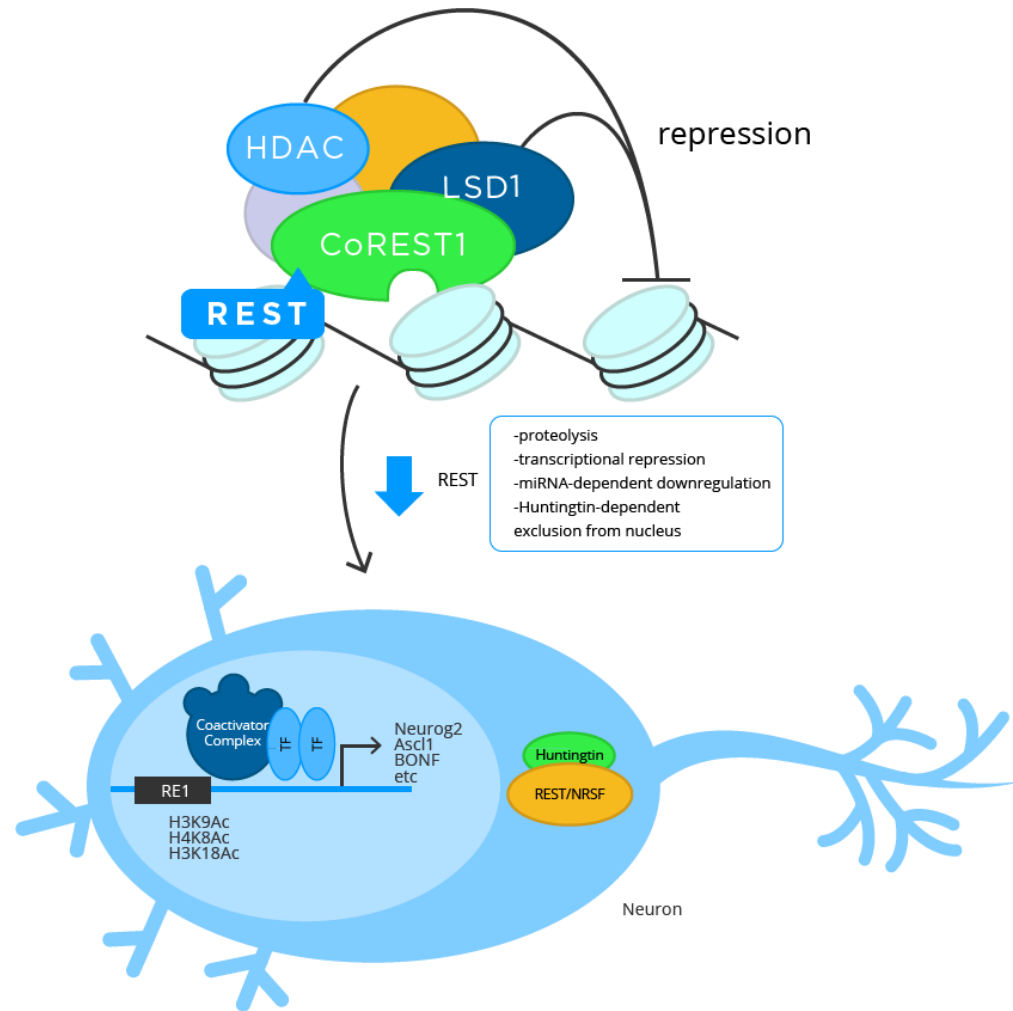 HDAC
repression
LSD1
CoREST1
REST
REST
-proteolysis
-transcriptional repression
-miRNA-dependent downregulation
-Huntingtin-dependent
exclusion from nucleus
Coactivator
Complex
TF
TF
Neurog2
Ascl1
BONF
etc
RE1
H3K9Ac
H4K8Ac
H3K18Ac
Huntingtin
REST/NRSF
Neuron